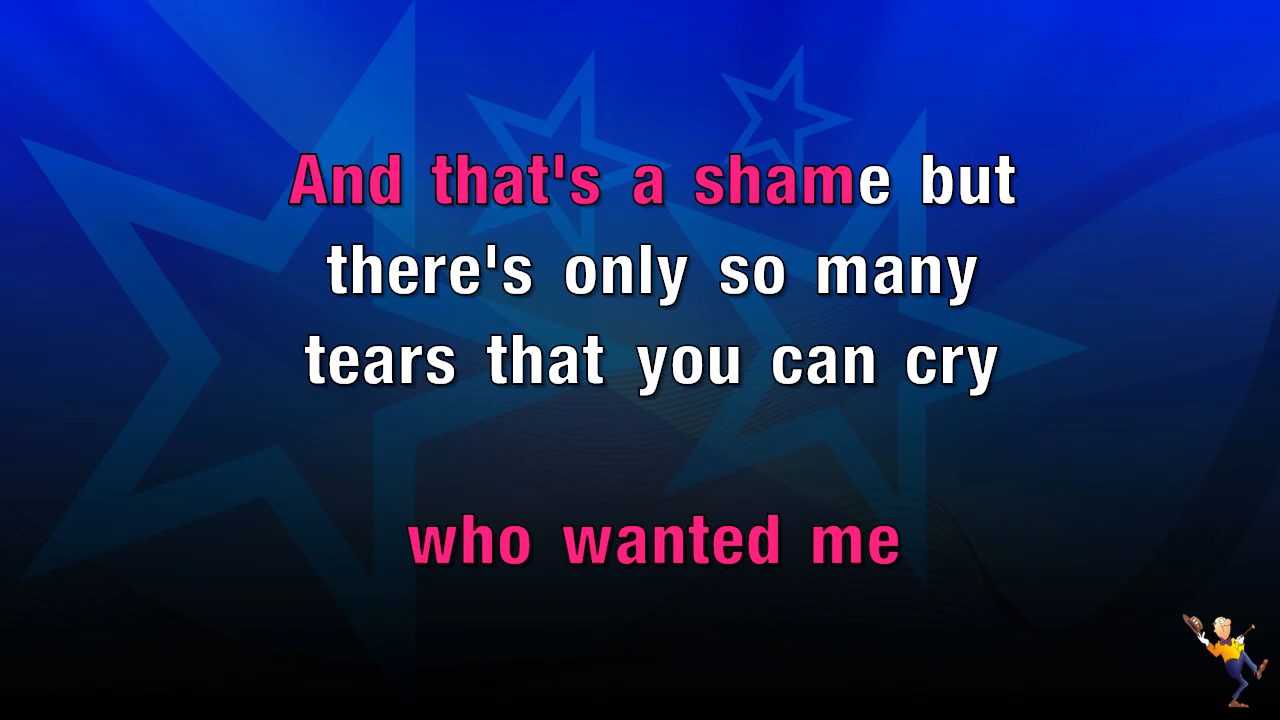 And that's a shame but
there's only so many
tears that you can cry
who wanted me